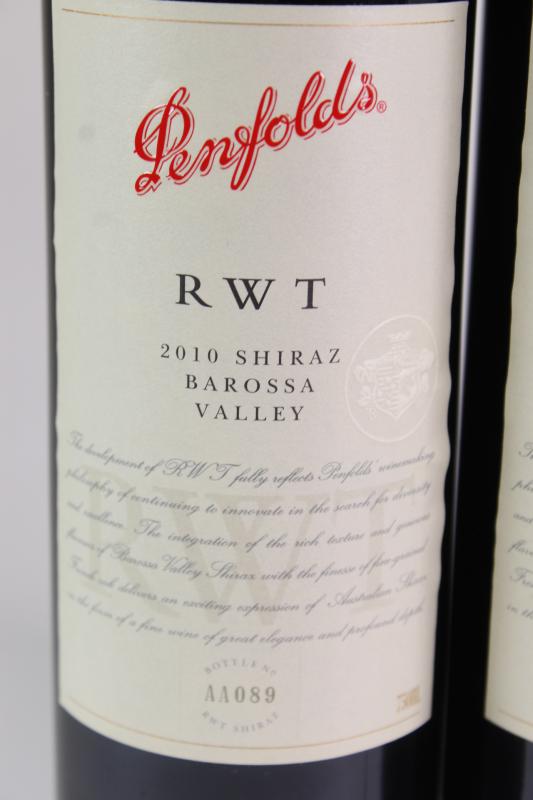 Penfolds®
RWT
2010 SHIRAZ
BAROSSA
VALLEY
The development of RWT fully reflects Penfolds' winemaking
philosophy of continuing to innovate in the search for diversity
and excellence. The integration of the rich texture and generous
flavour of Barossa Valley Shiraz with the finesse of fine-grained
French oak delivers an exciting expression of Australian Shiraz
in the form of a fine wine of great elegance and profound depth.
BOTTLE No
AA089
RWT SHIRAZ
750ML